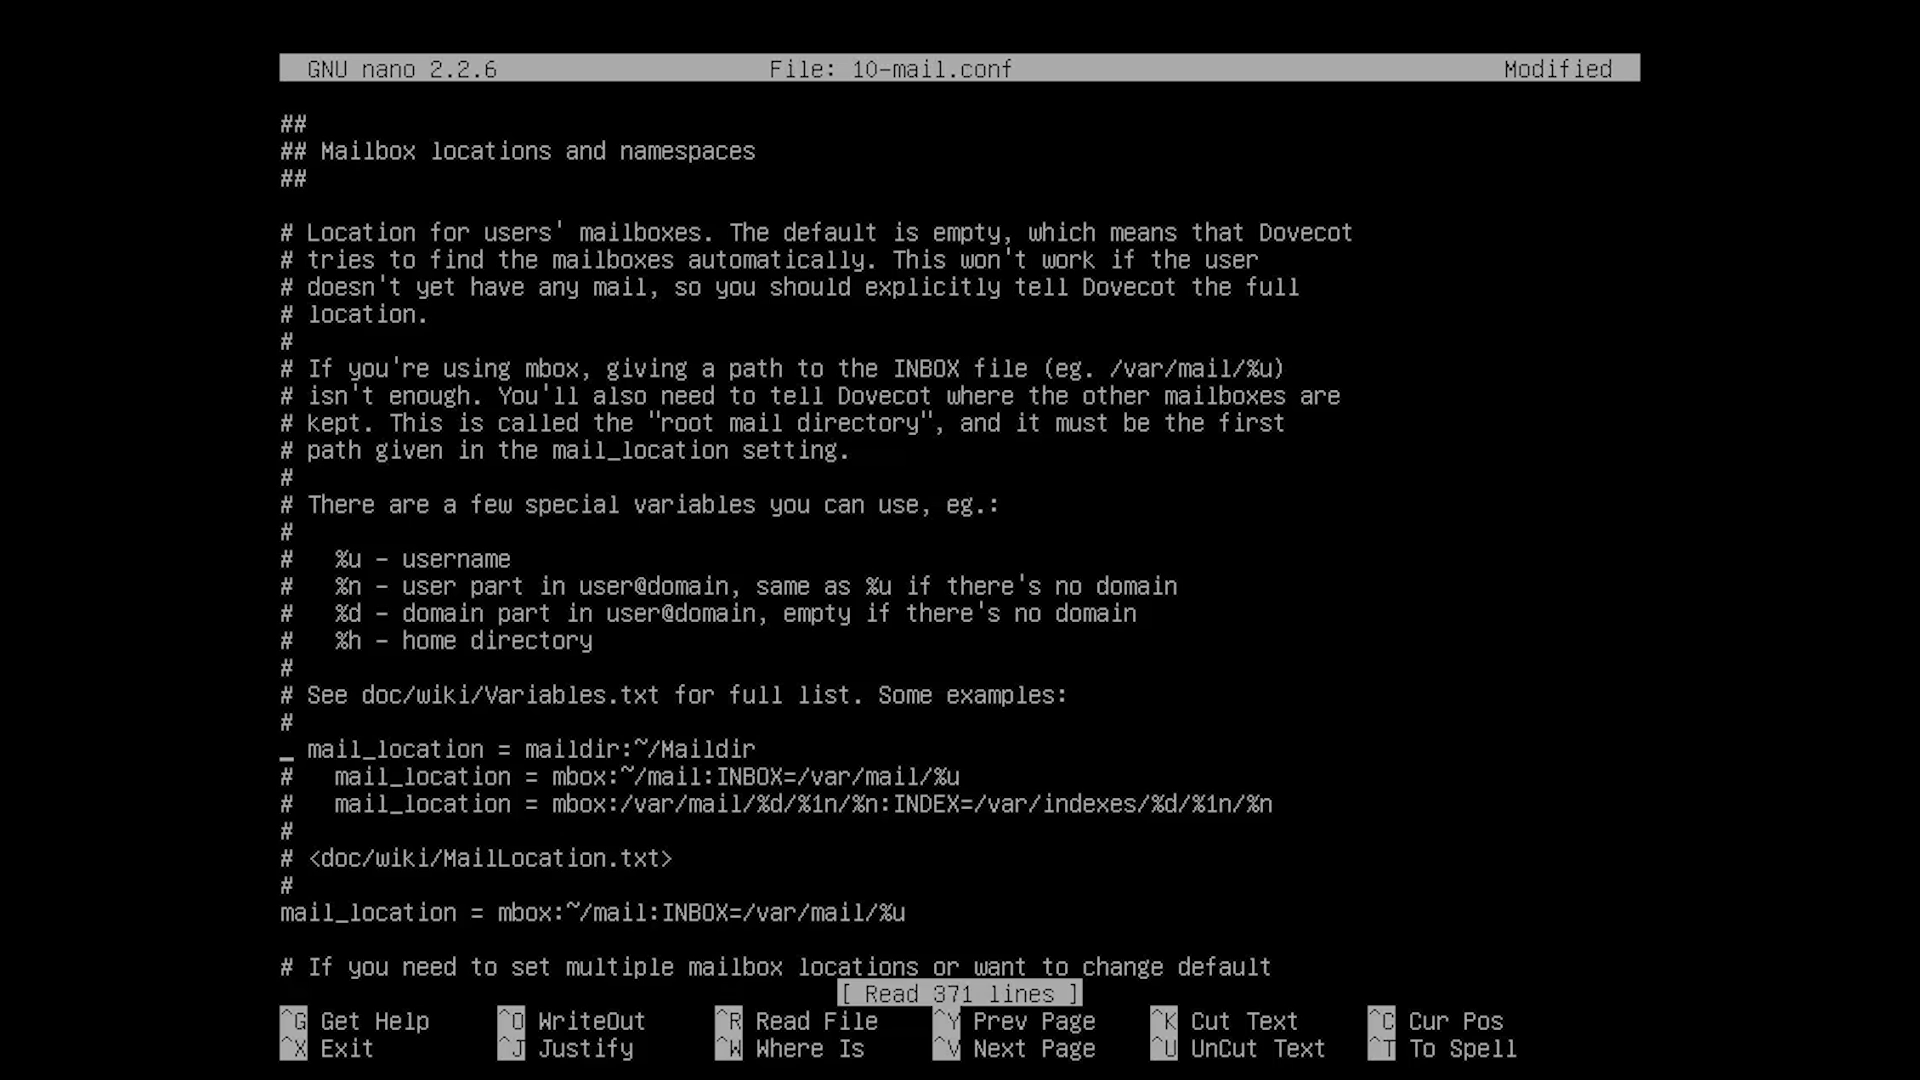 GNU nano 2.2.6 File: 10-mail.conf Modified
##
## Mailbox locations and namespaces
##
# Location for users' mailboxes. The default is empty, which means that Dovecot
# tries to find the mailboxes automatically. This won't work if the user
# doesn't yet have any mail, so you should explicitly tell Dovecot the full
# location.
#
# If you're using mbox, giving a path to the INBOX file (eg. /var/mail/%u)
# isn't enough. You'll also need to tell Dovecot where the other mailboxes are
# kept. This is called the "root mail directory", and it must be the first
# path given in the mail_location setting.
#
# There are a few special variables you can use, eg.:
#
#   %u - username
#   %n - user part in user@domain, same as %u if there's no domain
#   %d - domain part in user@domain, empty if there's no domain
#   %h - home directory
#
# See doc/wiki/Variables.txt for full list. Some examples:
#
  mail_location = maildir:~/Maildir
#   mail_location = mbox:~/mail:INBOX=/var/mail/%u
#   mail_location = mbox:/var/mail/%d/%1n/%n:INDEX=/var/indexes/%d/%1n/%n
#
# <doc/wiki/MailLocation.txt>
#
mail_location = mbox:~/mail:INBOX=/var/mail/%u
# If you need to set multiple mailbox locations or want to change default
[ Read 371 lines ]
^G Get Help ^O WriteOut ^R Read File ^Y Prev Page ^K Cut Text ^C Cur Pos
^X Exit ^J Justify ^W Where Is ^V Next Page ^U UnCut Text ^T To Spell